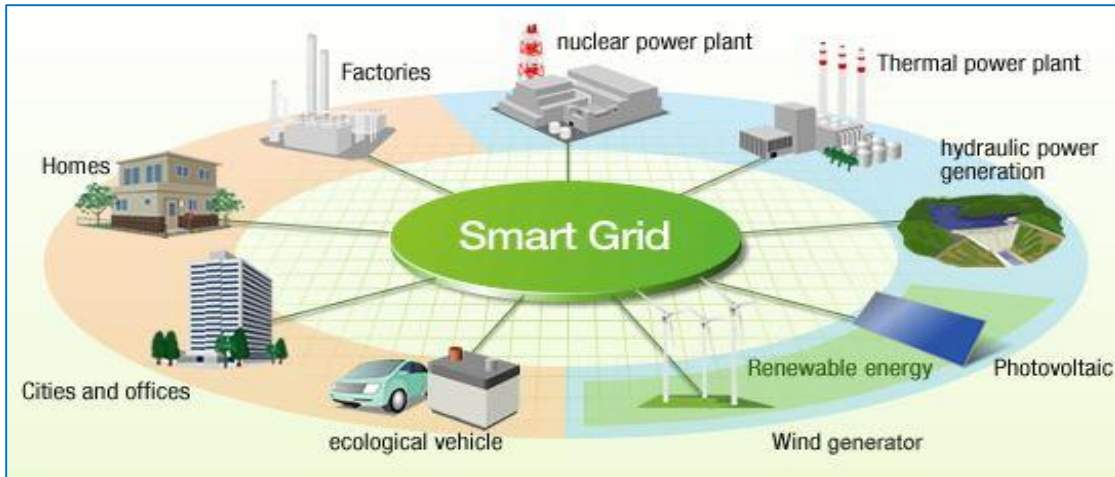 nuclear power plant
Factories
Thermal power plant
Homes
hydraulic power
generation
Smart Grid
Renewable energy
Photovoltaic
Cities and offices
ecological vehicle
Wind generator